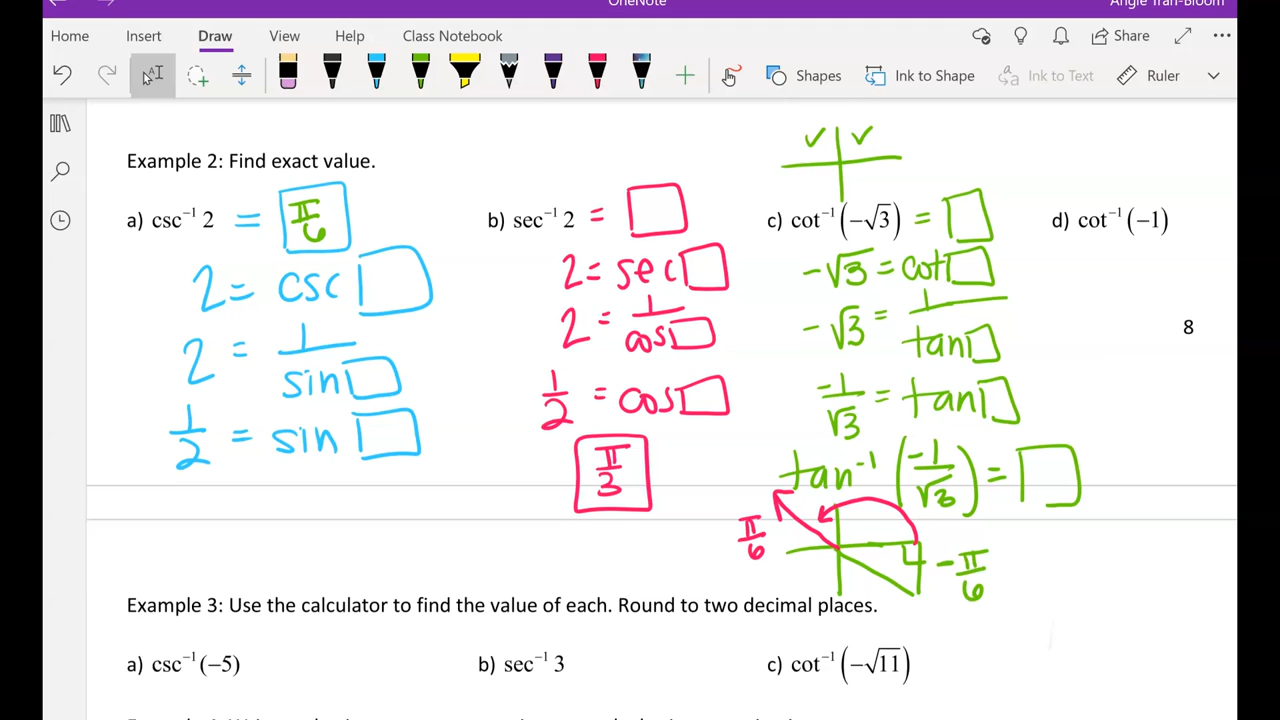 OneNote
Angie Tran-Bloom
Home Insert Draw View Help Class Notebook Share
Shapes Ink to Shape Ink to Text Ruler
Example 2: Find exact value.
a) csc⁻¹ 2 = π/6
2 = csc □
2 = 1/sin □
1/2 = sin □
b) sec⁻¹ 2 = □
2 = sec □
2 = 1/cos □
1/2 = cos □
π/3
c) cot⁻¹(−√3) = □
−√3 = cot □
−√3 = 1/tan □
−1/√3 = tan □
tan⁻¹(−1/√3) = □
π/6
−π/6
d) cot⁻¹(−1)
8
Example 3: Use the calculator to find the value of each. Round to two decimal places.
a) csc⁻¹(−5)
b) sec⁻¹ 3
c) cot⁻¹(−√11)